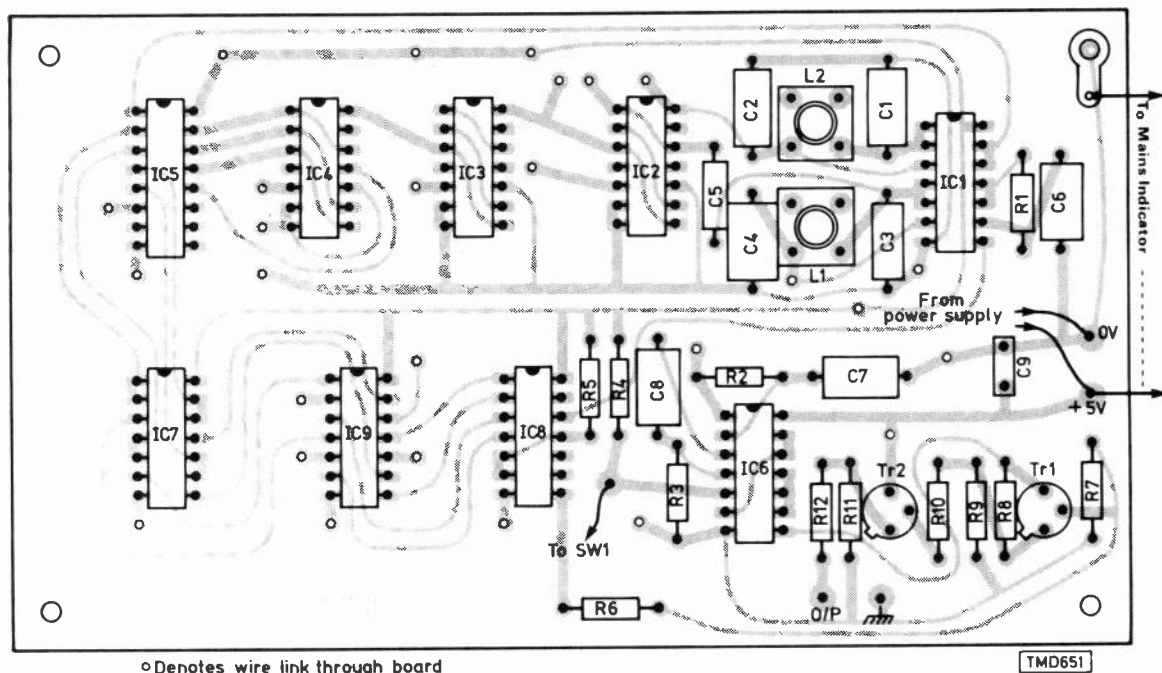 L2
C2
C1
IC5
IC4
IC3
IC2
C5
IC1
R1
C6
C4
C3
L1
To Mains Indicator
From
power supply
0V
C9
+5V
IC7
IC9
IC8
R5
R4
C8
R2
C7
IC6
R3
Tr2
Tr1
R12
R11
R10
R9
R8
R7
To SW1
R6
O/P
Denotes wire link through board
TMD651